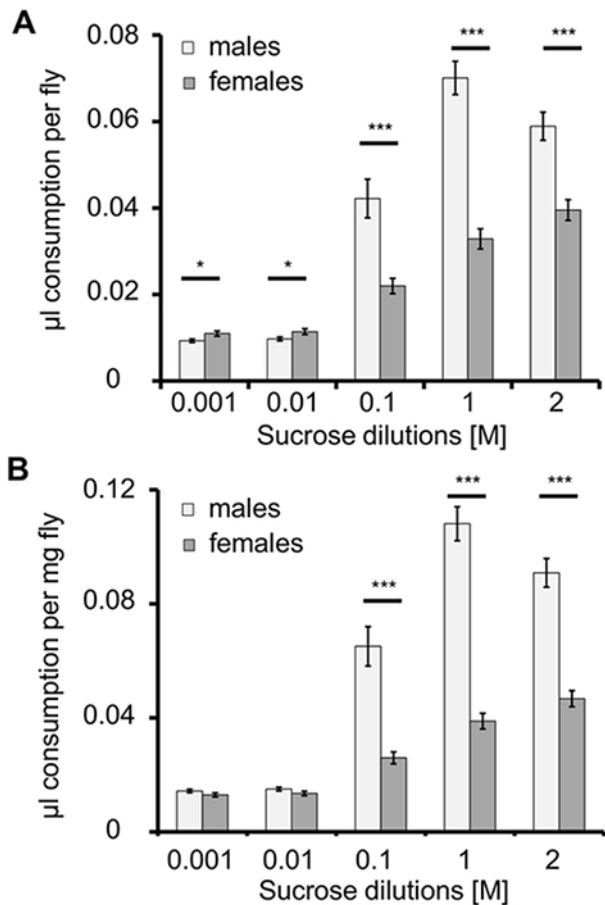 A
0.08
0.06
0.04
0.02
0
µl consumption per fly
males
females
*
*
***
***
***
0.001 0.01 0.1 1 2
Sucrose dilutions [M]
B
0.12
0.08
0.04
0
µl consumption per mg fly
males
females
***
***
***
0.001 0.01 0.1 1 2
Sucrose dilutions [M]